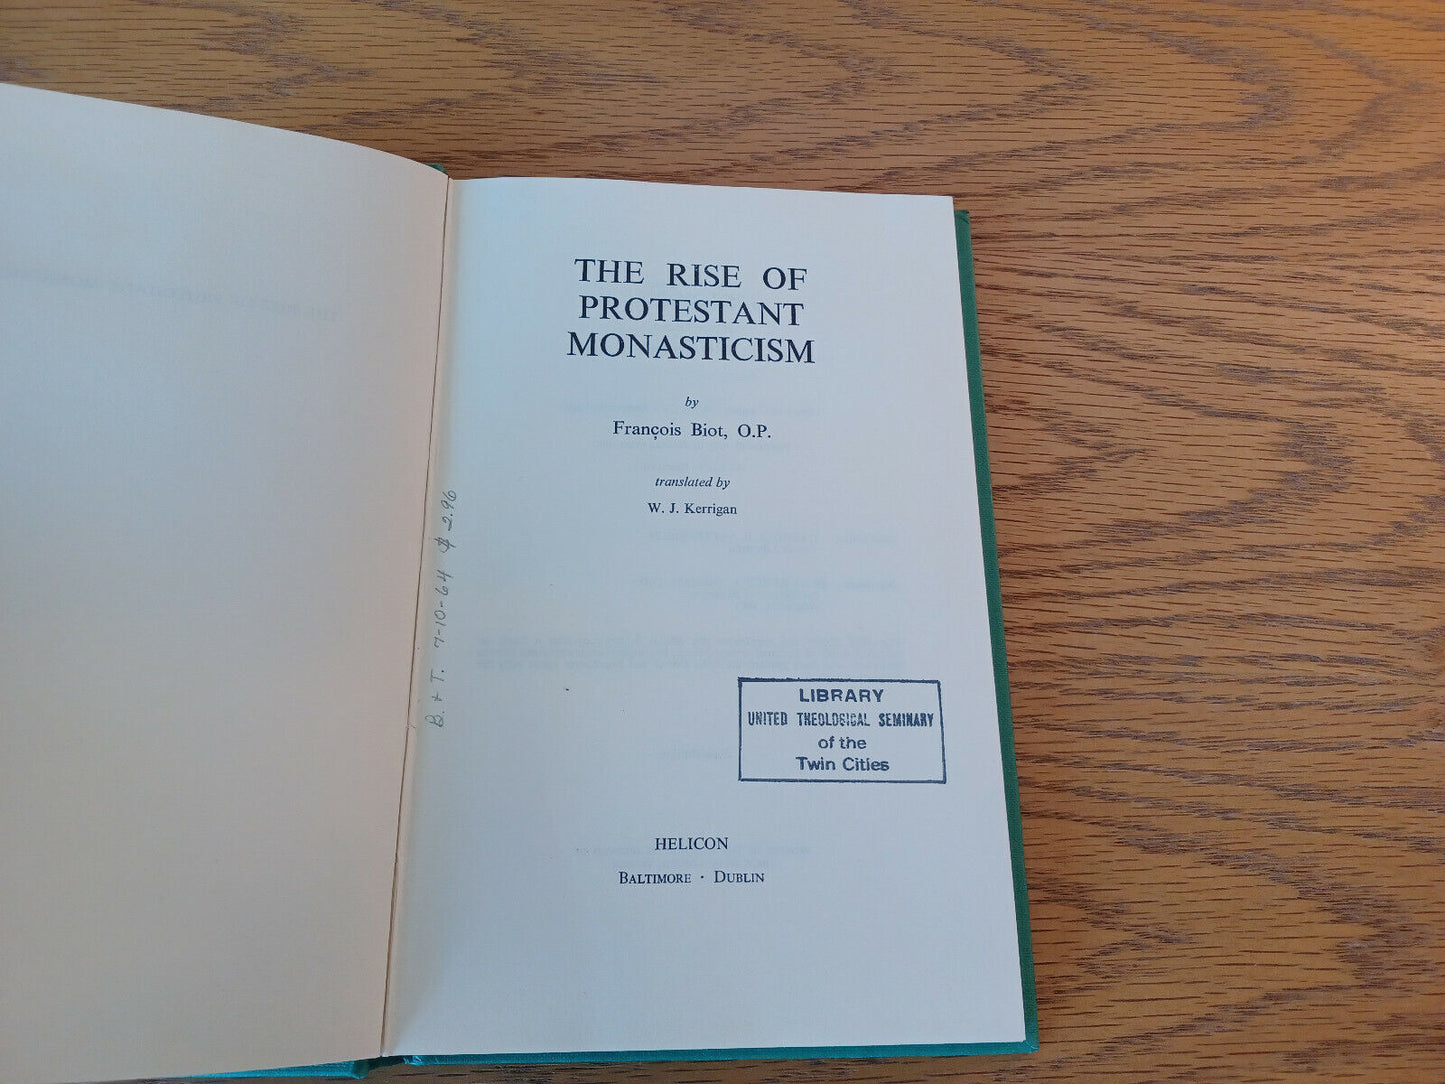 THE RISE OF
PROTESTANT
MONASTICISM
by
François Biot, O.P.
translated by
W. J. Kerrigan
B. + T. 7-10-64 $ 2.96
LIBRARY
UNITED THEOLOGICAL SEMINARY
of the
Twin Cities
HELICON
BALTIMORE · DUBLIN